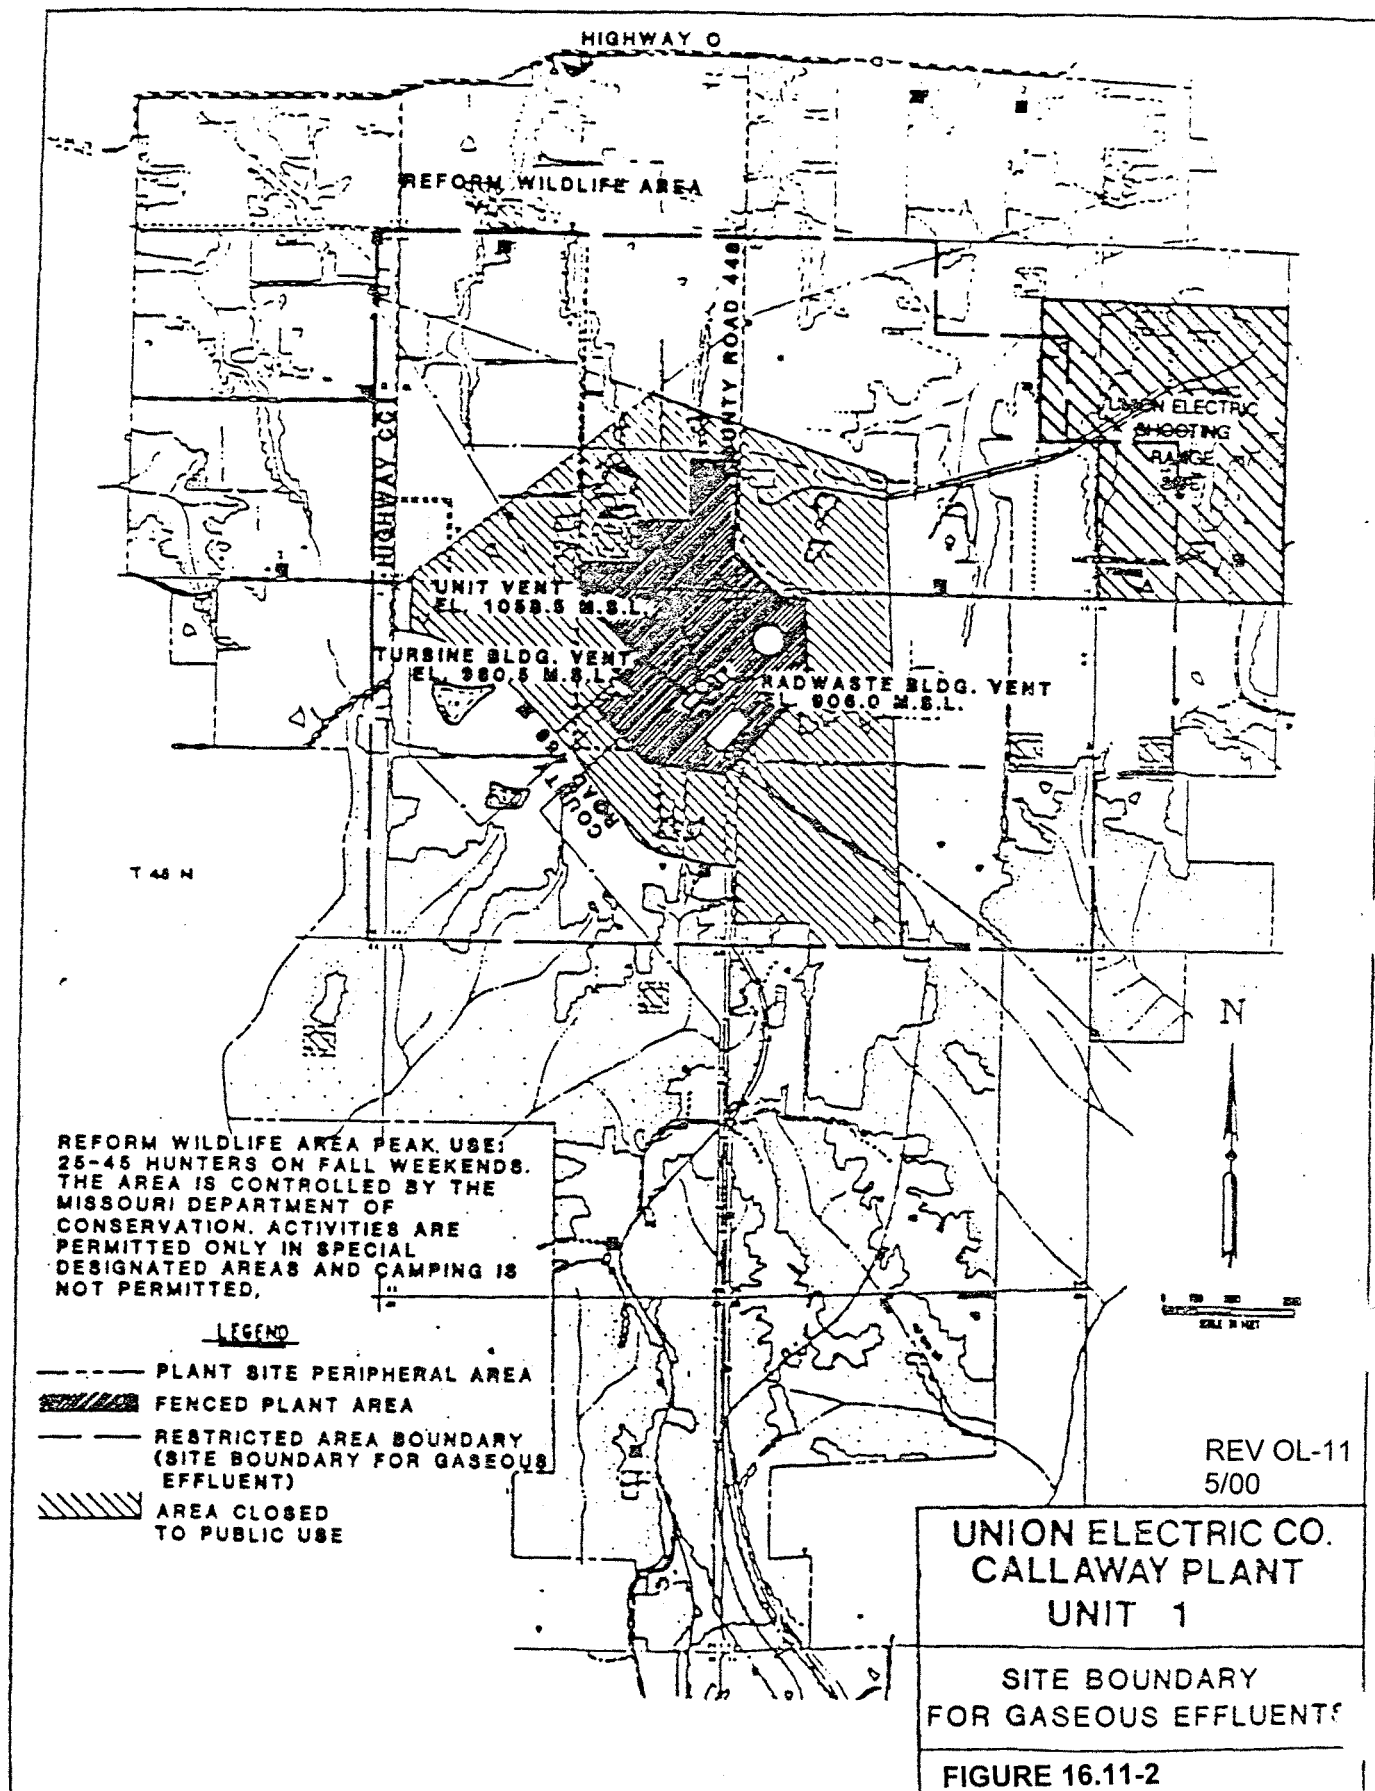 HIGHWAY O
REFORM WILDLIFE AREA
COUNTY ROAD 448
HIGHWAY CC
UNION ELECTRIC
SHOOTING
RANGE
UNIT VENT
EL. 1058.5 M.S.L.
TURBINE BLDG. VENT
EL. 980.5 M.S.L.
RADWASTE BLDG. VENT
EL. 906.0 M.S.L.
COUNTY
ROAD
N
REFORM WILDLIFE AREA PEAK USE:
25-45 HUNTERS ON FALL WEEKENDS.
THE AREA IS CONTROLLED BY THE
MISSOURI DEPARTMENT OF
CONSERVATION. ACTIVITIES ARE
PERMITTED ONLY IN SPECIAL
DESIGNATED AREAS AND CAMPING IS
NOT PERMITTED.
SCALE IN FEET
LEGEND
PLANT SITE PERIPHERAL AREA
FENCED PLANT AREA
RESTRICTED AREA BOUNDARY
(SITE BOUNDARY FOR GASEOUS
EFFLUENT)
AREA CLOSED
TO PUBLIC USE
REV OL-11
5/00
UNION ELECTRIC CO.
CALLAWAY PLANT
UNIT 1
SITE BOUNDARY
FOR GASEOUS EFFLUENTS
FIGURE 16.11-2